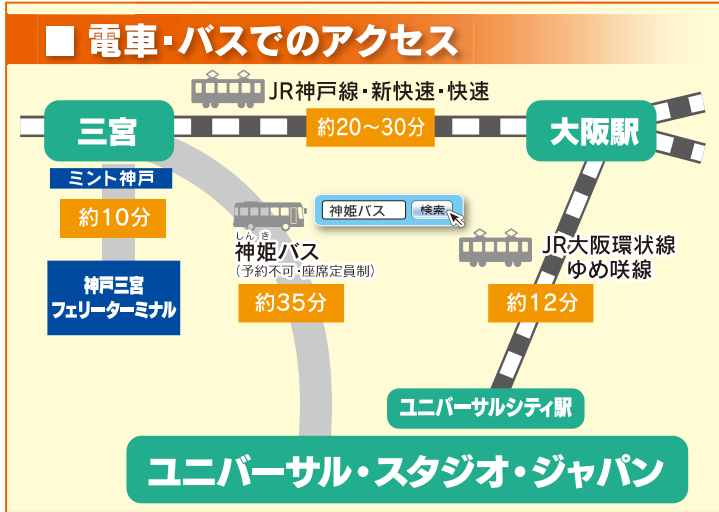 ■ 電車・バスでのアクセス
JR神戸線・新快速・快速
三宮
約20～30分
大阪駅
ミント神戸
約10分
神戸三宮
フェリーターミナル
神姫バス 検索
しんき
神姫バス
(予約不可・座席定員制)
約35分
JR大阪環状線
ゆめ咲線
約12分
ユニバーサルシティ駅
ユニバーサル・スタジオ・ジャパン